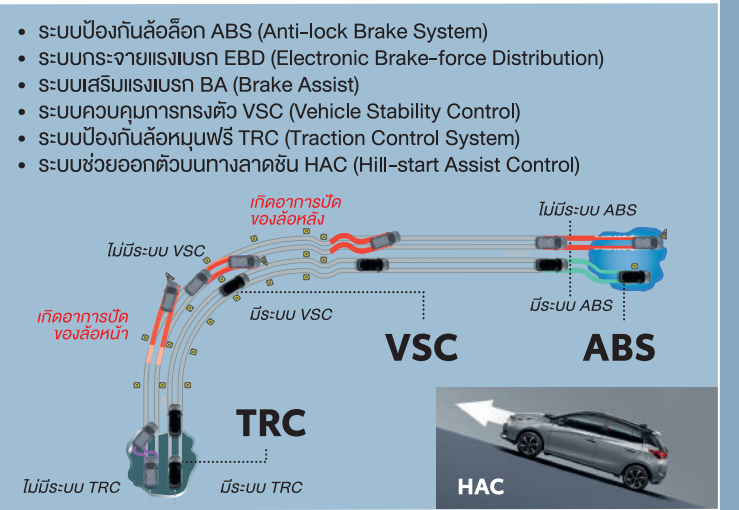 • ระบบป้องกันล้อล็อก ABS (Anti-lock Brake System)
• ระบบกระจายแรงเบรก EBD (Electronic Brake-force Distribution)
• ระบบเสริมแรงเบรก BA (Brake Assist)
• ระบบควบคุมการทรงตัว VSC (Vehicle Stability Control)
• ระบบป้องกันล้อหมุนฟรี TRC (Traction Control System)
• ระบบช่วยออกตัวบนทางลาดชัน HAC (Hill-start Assist Control)
เกิดอาการปัด
ของล้อหลัง
ไม่มีระบบ ABS
ไม่มีระบบ VSC
มีระบบ ABS
มีระบบ VSC
เกิดอาการปัด
ของล้อหน้า
VSC
ABS
TRC
ไม่มีระบบ TRC
มีระบบ TRC
HAC